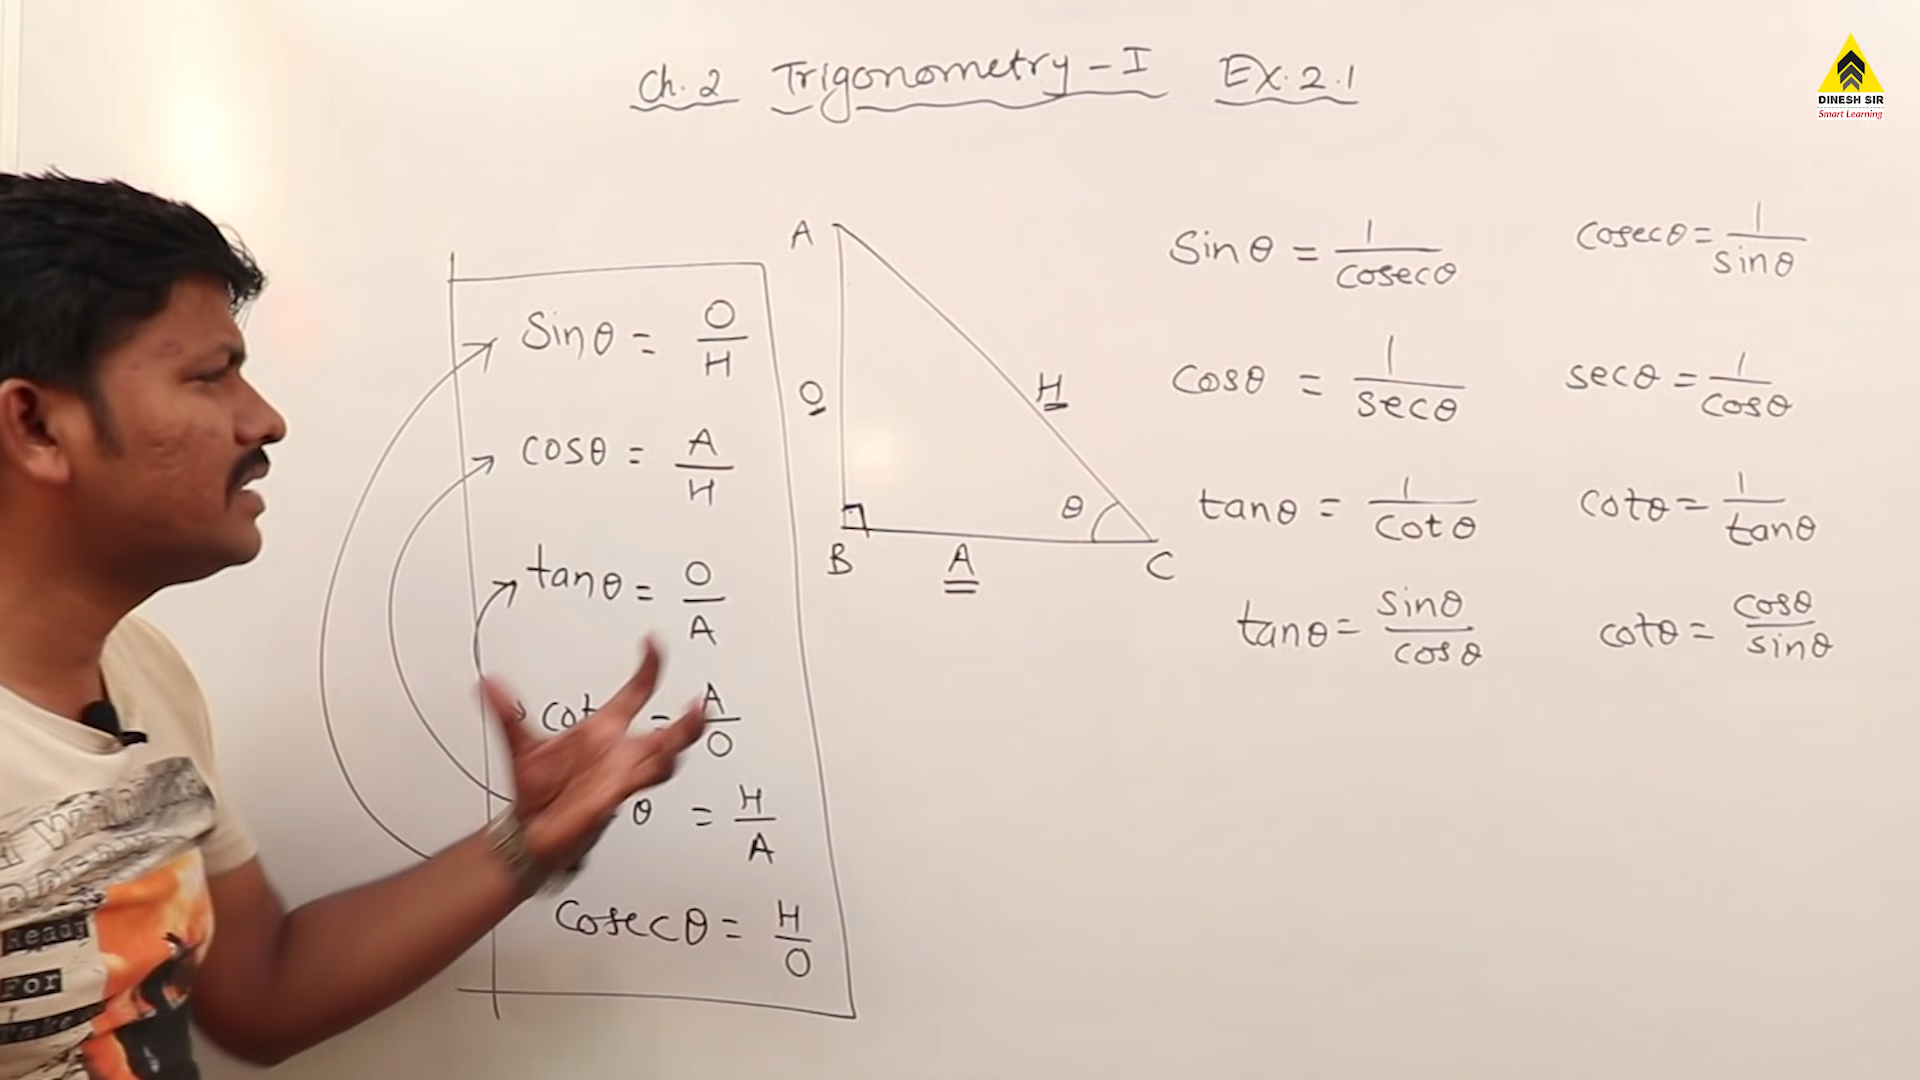 Ch.2 Trigonometry - I Ex. 2.1
DINESH SIR
Smart Learning
Sinθ = O/H
cosθ = A/H
tanθ = O/A
cot = A/O
θ = H/A
Cosecθ = H/O
A
O
H
θ
B
A
C
Sinθ = 1/cosecθ
cosecθ = 1/sinθ
cosθ = 1/secθ
secθ = 1/cosθ
tanθ = 1/cotθ
cotθ = 1/tanθ
tanθ = sinθ/cosθ
cotθ = cosθ/sinθ
Ready
For